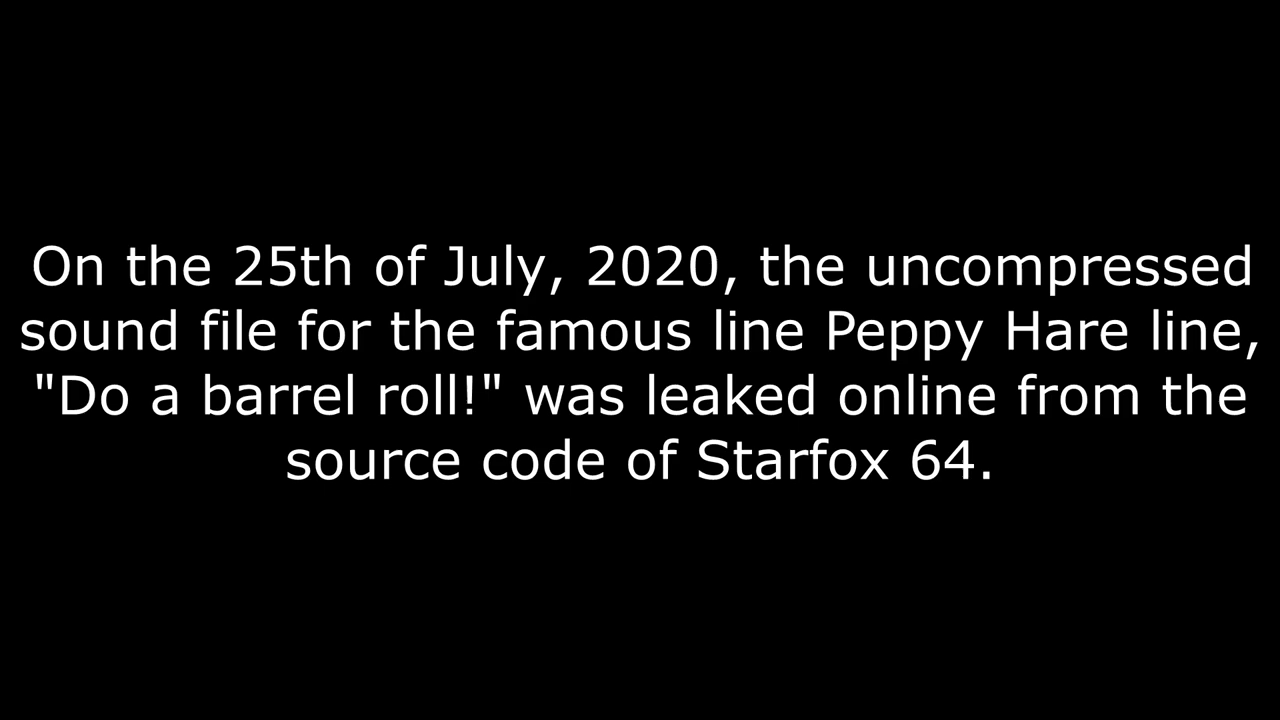 On the 25th of July, 2020, the uncompressed
sound file for the famous line Peppy Hare line,
"Do a barrel roll!" was leaked online from the
source code of Starfox 64.